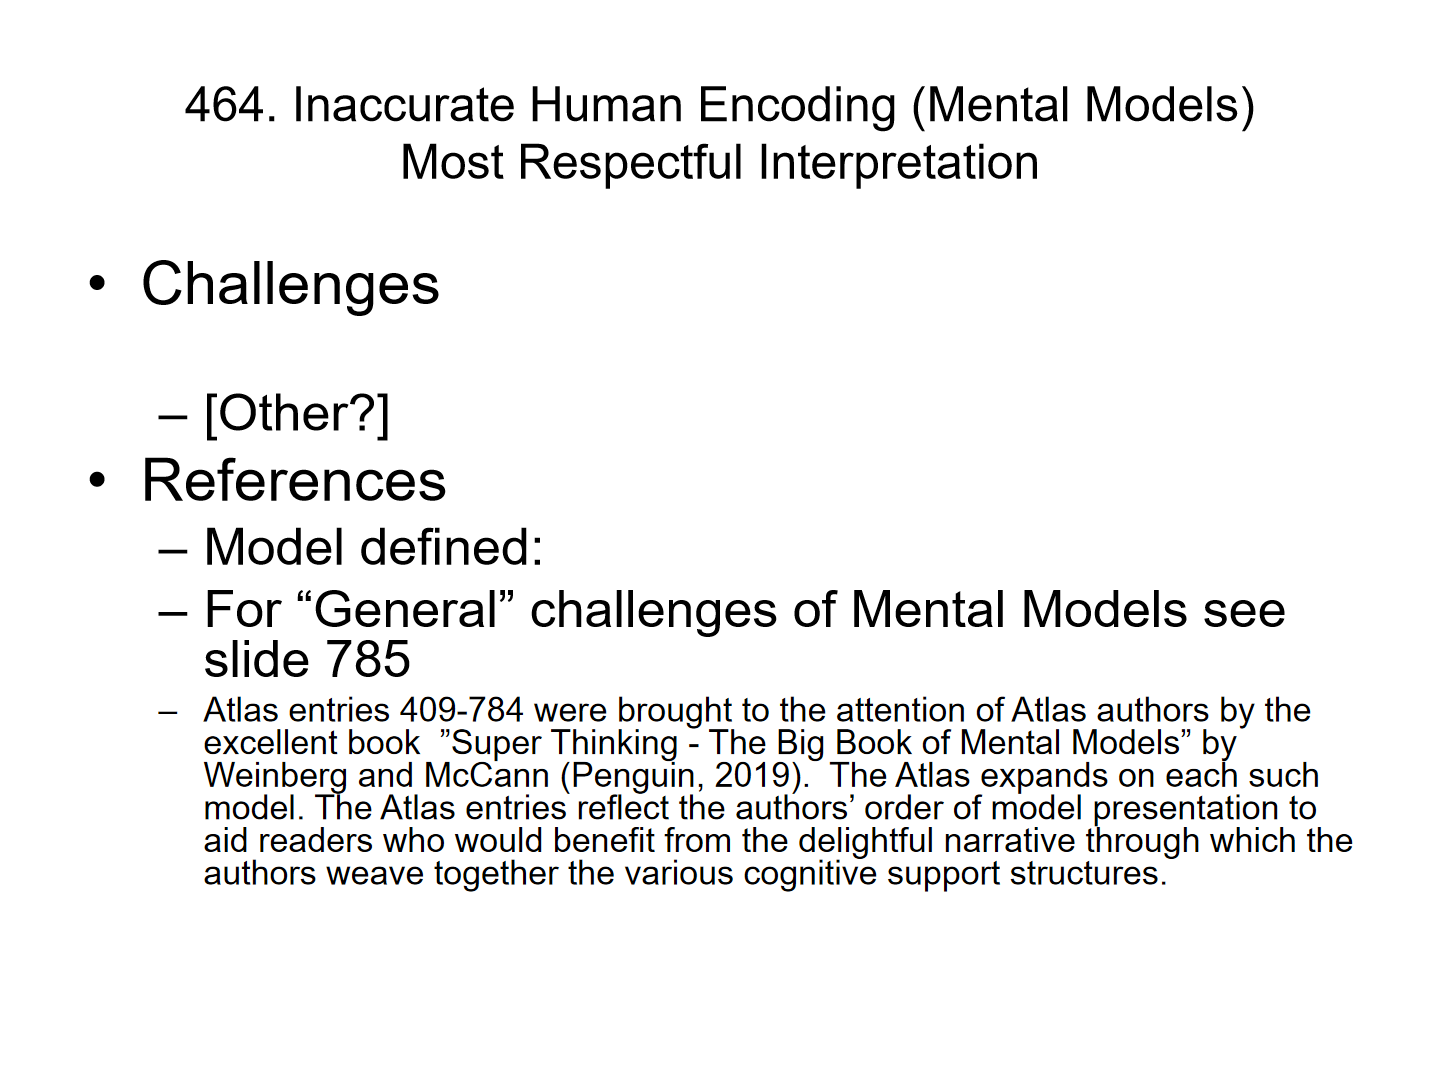 464. Inaccurate Human Encoding (Mental Models)
Most Respectful Interpretation
• Challenges
– [Other?]
• References
– Model defined:
– For “General” challenges of Mental Models see
slide 785
– Atlas entries 409-784 were brought to the attention of Atlas authors by the
excellent book  ”Super Thinking - The Big Book of Mental Models” by
Weinberg and McCann (Penguin, 2019).  The Atlas expands on each such
model. The Atlas entries reflect the authors’ order of model presentation to
aid readers who would benefit from the delightful narrative through which the
authors weave together the various cognitive support structures.